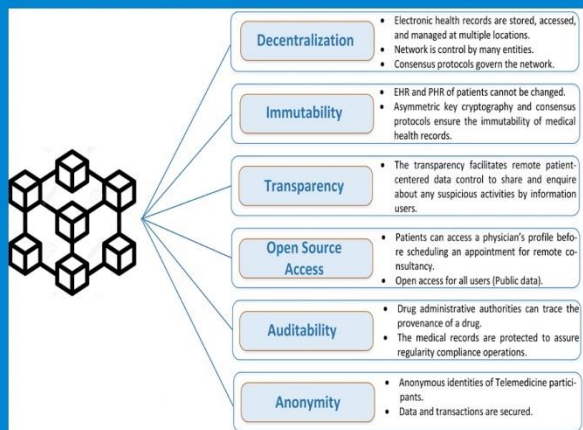 Decentralization
• Electronic health records are stored, accessed,
and managed at multiple locations.
• Network is control by many entities.
• Consensus protocols govern the network.
Immutability
• EHR and PHR of patients cannot be changed.
• Asymmetric key cryptography and consensus
protocols ensure the immutability of medical
health records.
Transparency
• The transparency facilitates remote patient-
centered data control to share and enquire
about any suspicious activities by information
users.
Open Source
Access
• Patients can access a physician's profile befo-
re scheduling an appointment for remote co-
nsultancy.
• Open access for all users (Public data).
Auditability
• Drug administrative authorities can trace the
provenance of a drug.
• The medical records are protected to assure
regularity compliance operations.
Anonymity
• Anonymous identities of Telemedicine partici-
pants.
• Data and transactions are secured.